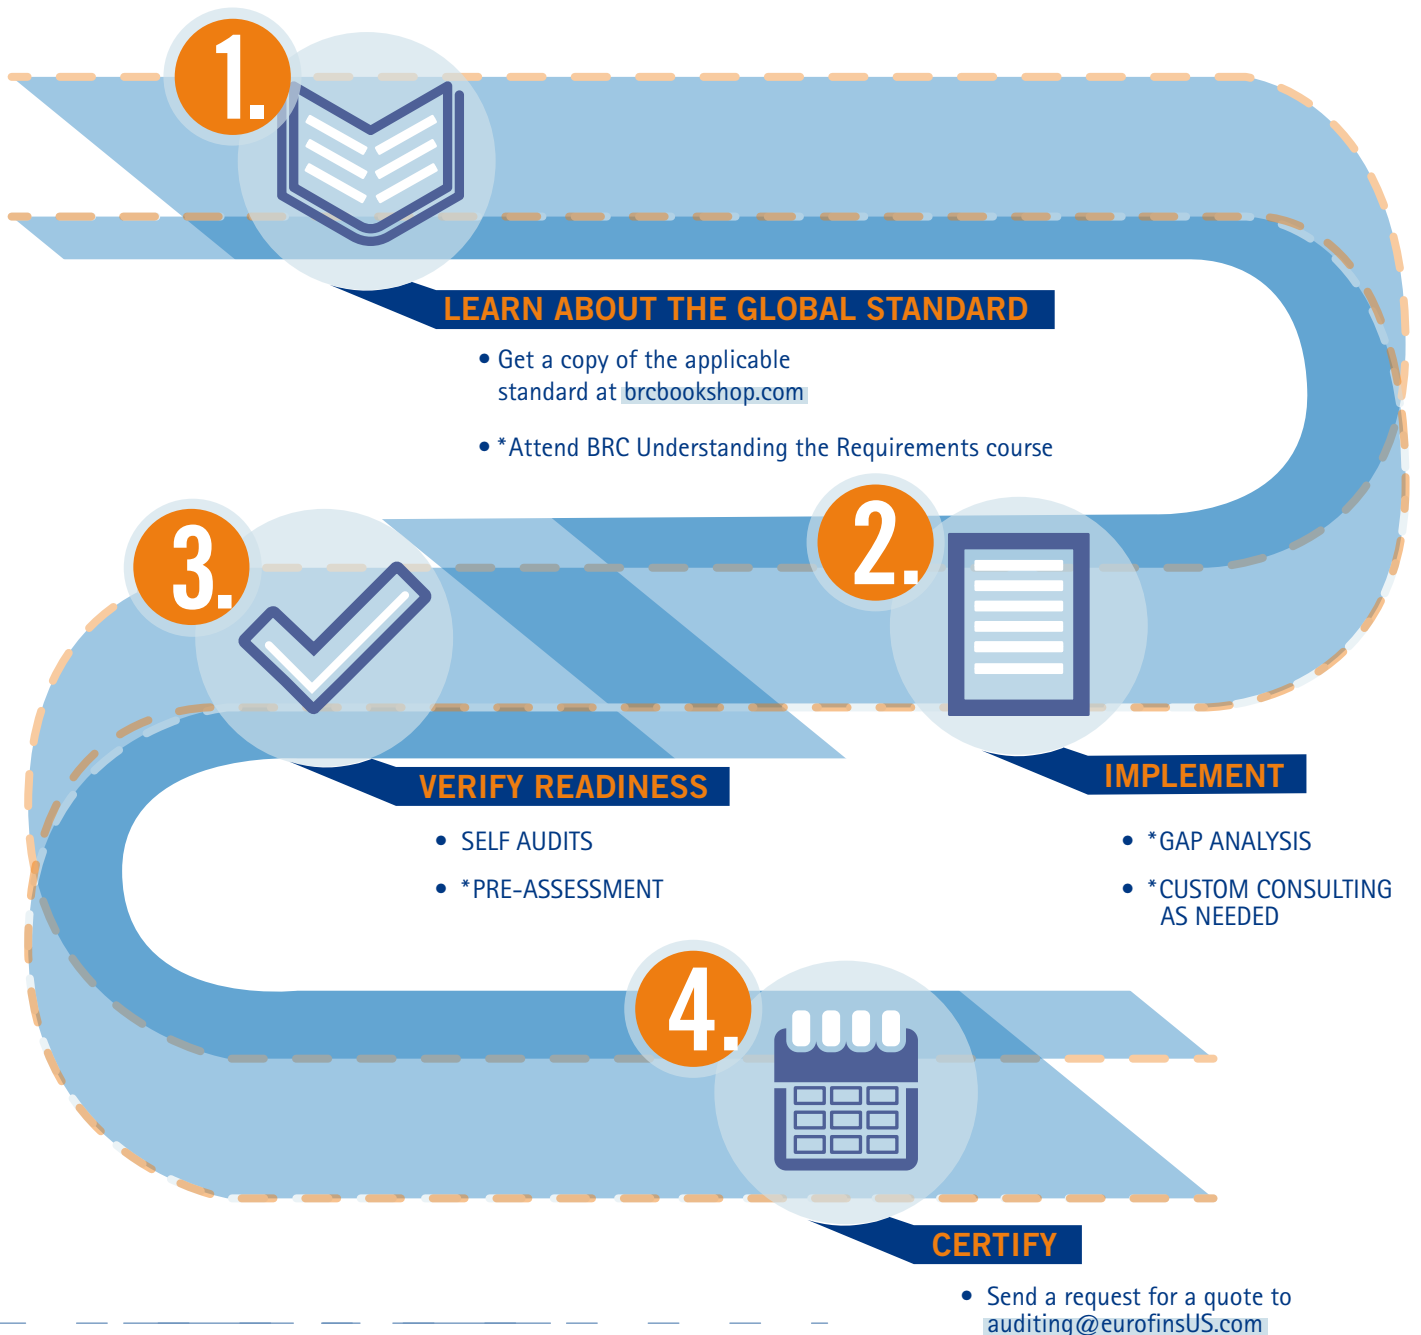 1.
LEARN ABOUT THE GLOBAL STANDARD
• Get a copy of the applicable
standard at brcbookshop.com
• *Attend BRC Understanding the Requirements course
2.
IMPLEMENT
• *GAP ANALYSIS
• *CUSTOM CONSULTING
AS NEEDED
3.
VERIFY READINESS
• SELF AUDITS
• *PRE-ASSESSMENT
4.
CERTIFY
• Send a request for a quote to
auditing@eurofinsUS.com